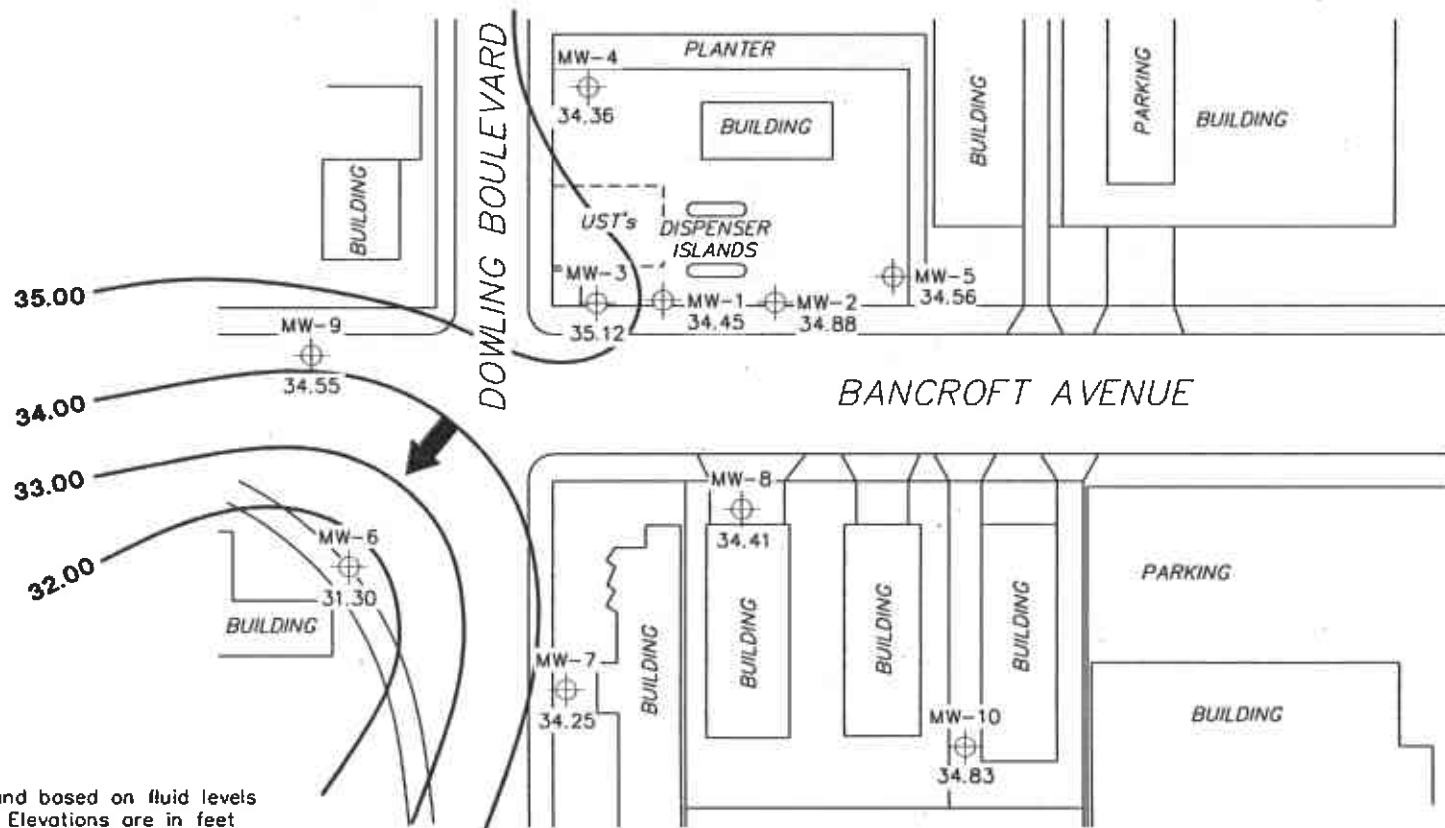 DOWLING BOULEVARD
PLANTER
MW-4
34.36
BUILDING
BUILDING
PARKING
BUILDING
BUILDING
UST's
DISPENSER
ISLANDS
MW-3
35.12
MW-1
34.45
MW-2
34.88
MW-5
34.56
35.00
MW-9
34.55
34.00
BANCROFT AVENUE
33.00
MW-8
34.41
32.00
MW-6
31.30
BUILDING
MW-7
34.25
BUILDING
BUILDING
BUILDING
BUILDING
PARKING
MW-10
34.83
BUILDING
and based on fluid levels
Elevations are in feet